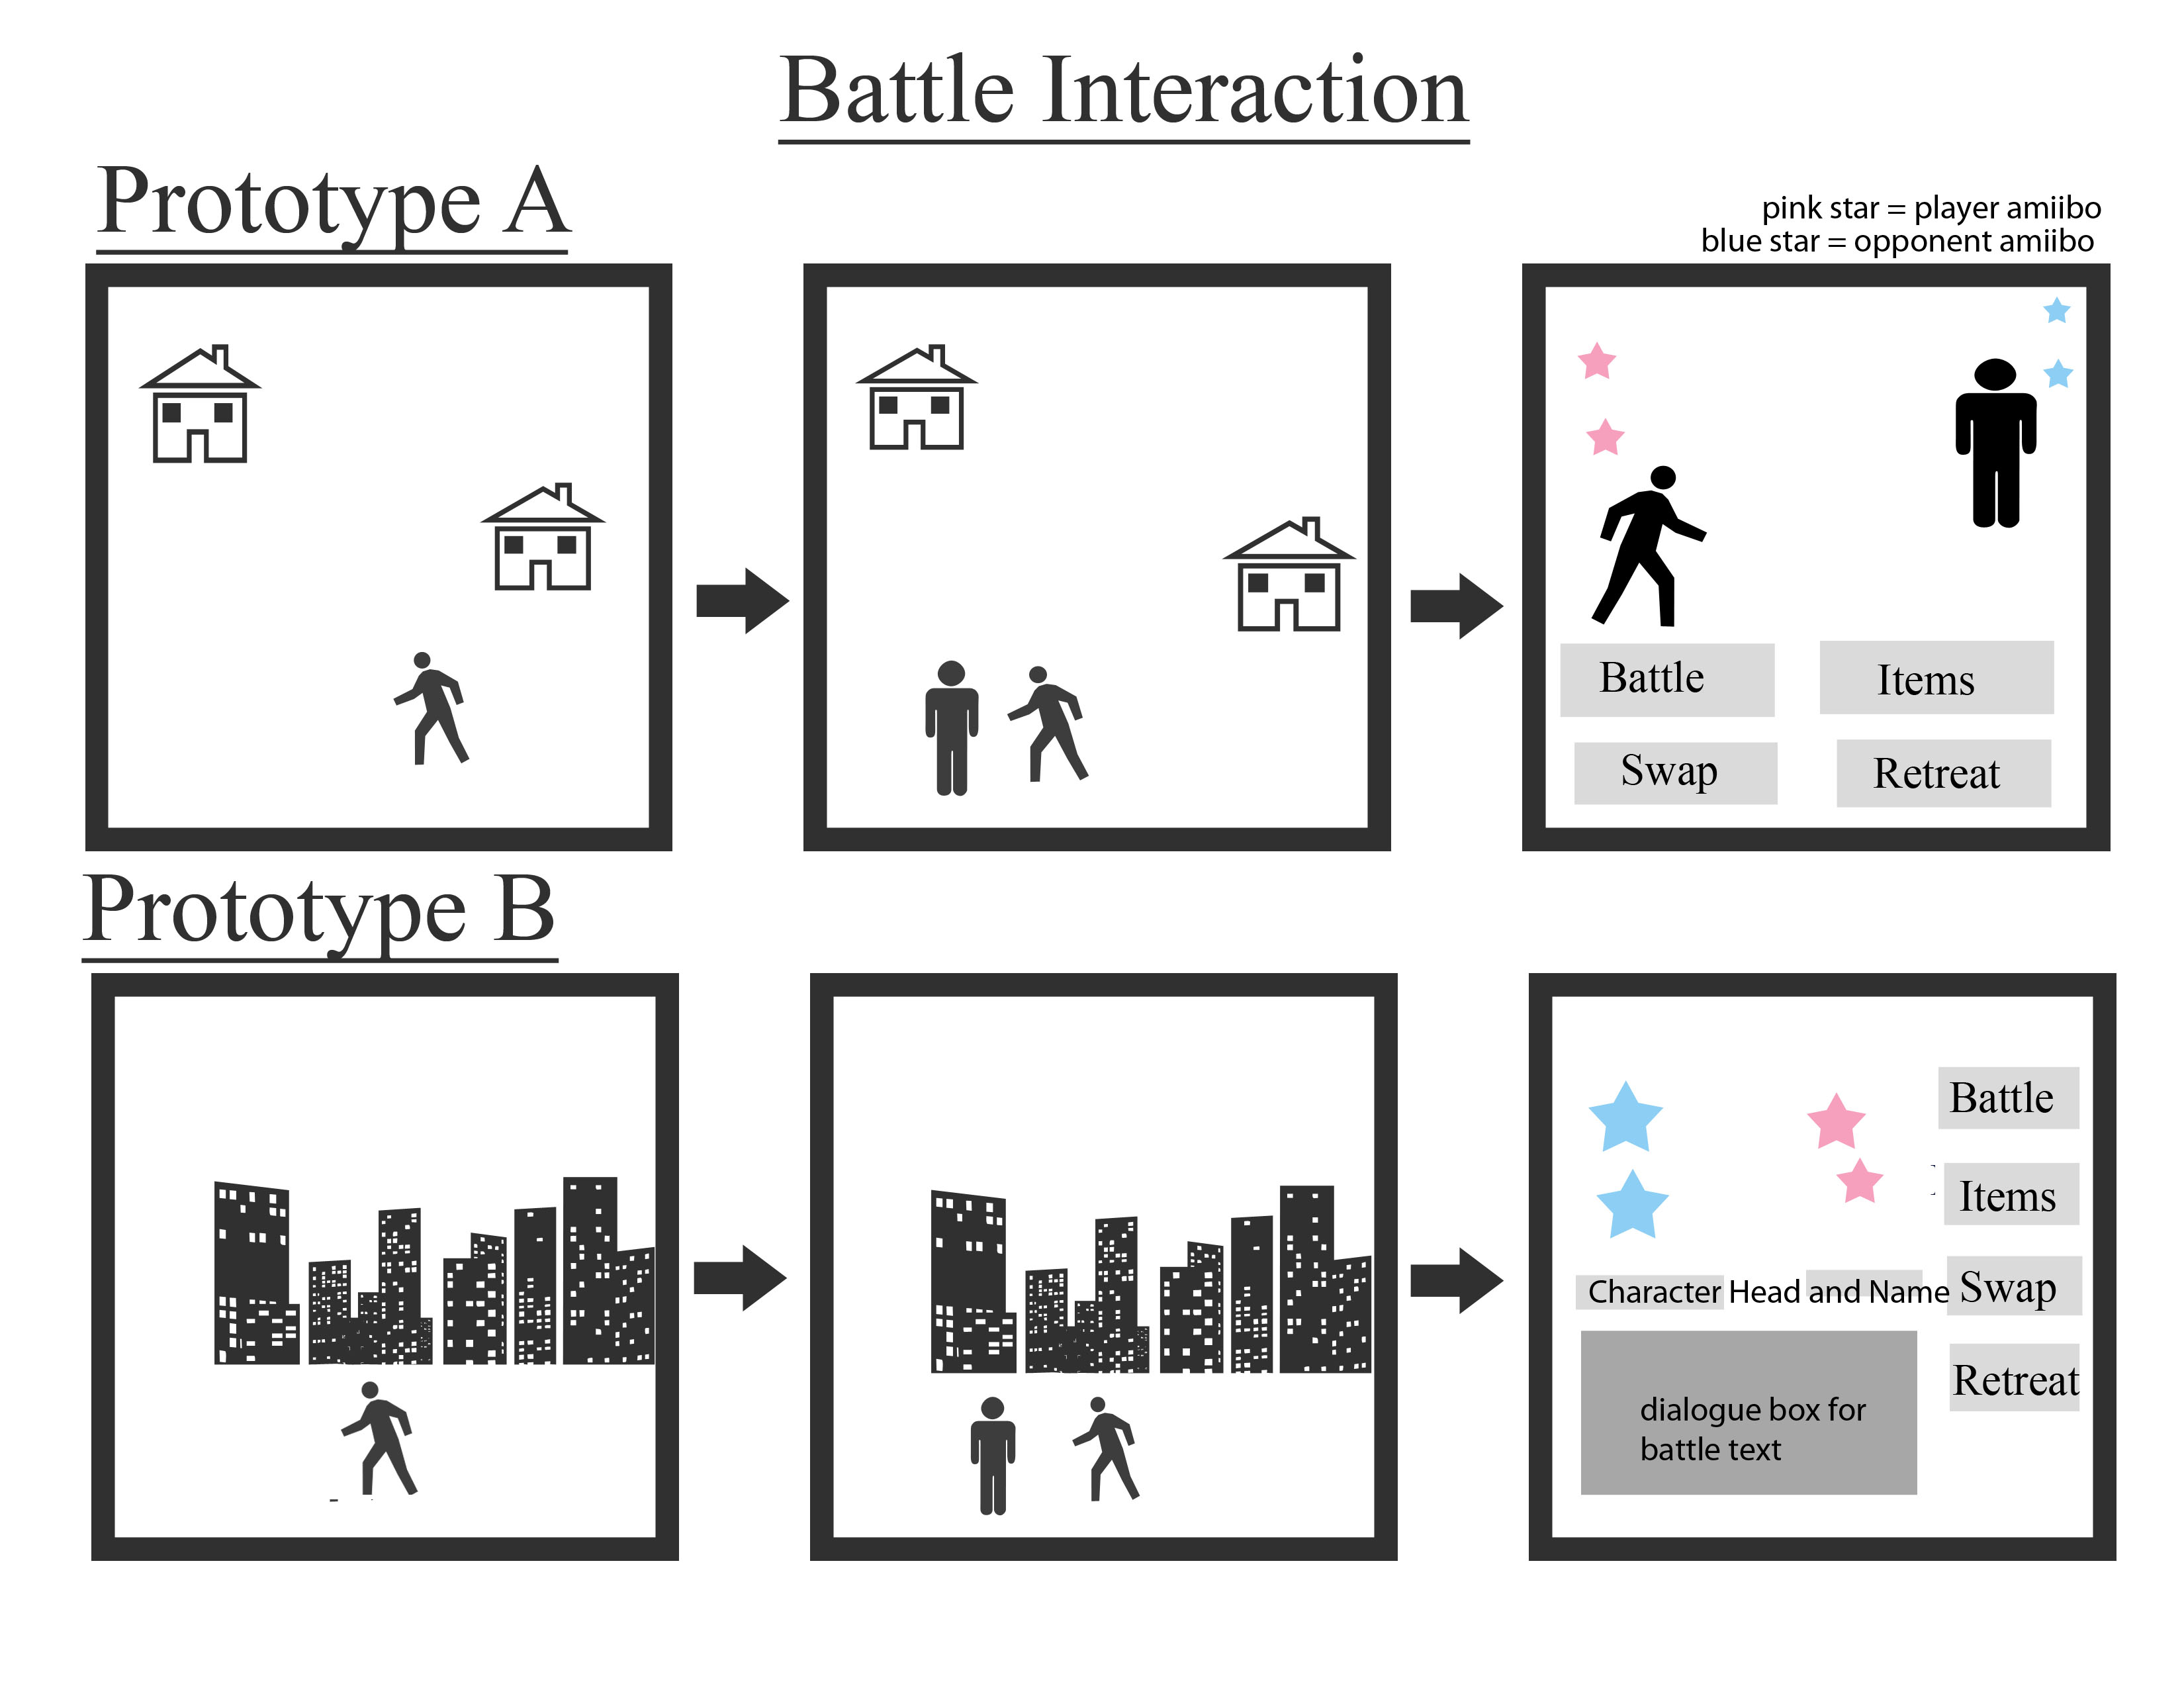 Battle Interaction
Prototype A
pink star = player amiibo
blue star = opponent amiibo
Battle
Items
Swap
Retreat
Prototype B
Battle
Items
Character Head and Name
Swap
Retreat
dialogue box for
battle text